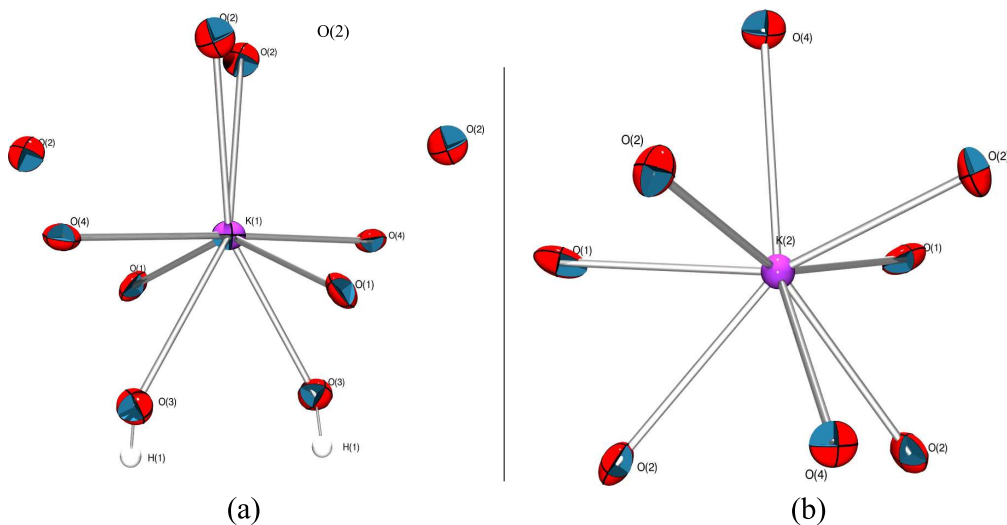 O(2)
O(2)
O(2)
O(2)
O(2)
O(4)
K(1)
O(4)
O(1)
O(1)
O(3)
O(3)
H(1)
H(1)
(a)
O(4)
O(2)
O(2)
K(2)
O(1)
O(1)
O(2)
O(4)
O(2)
(b)